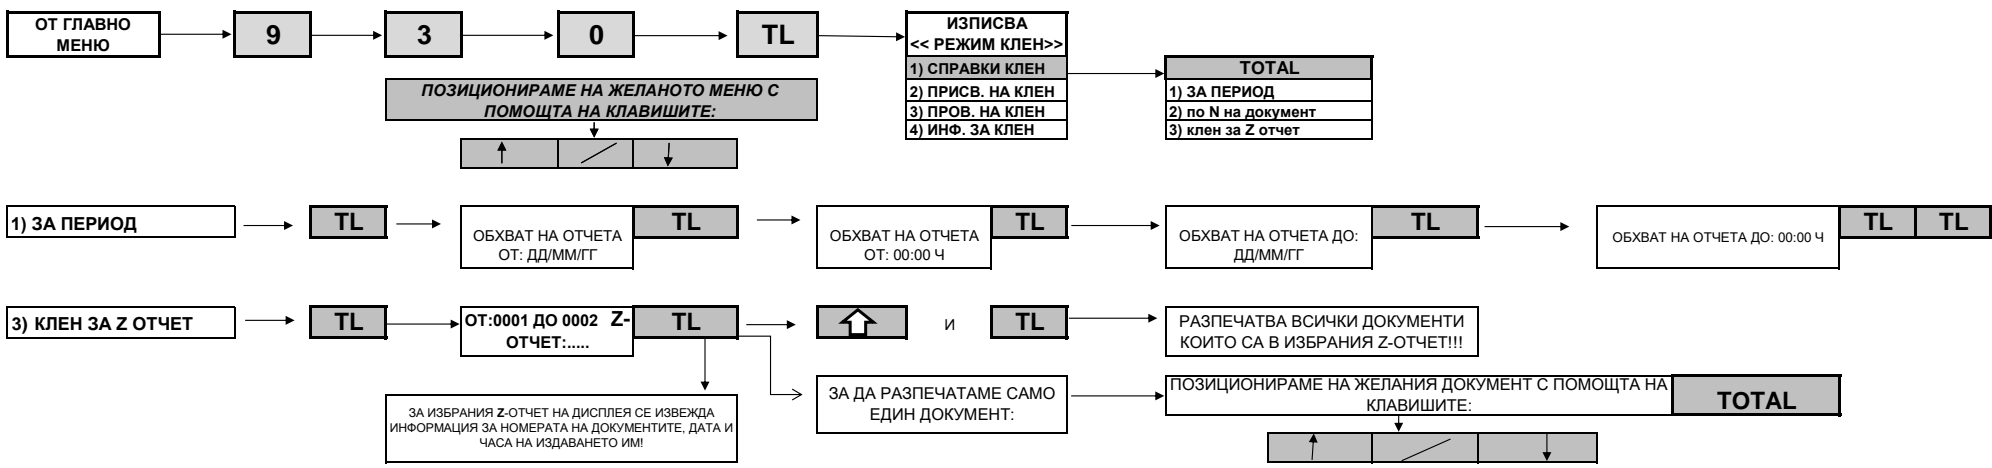 ОТ ГЛАВНО
МЕНЮ
9
3
0
TL
ИЗПИСВА
<< РЕЖИМ КЛЕН>>
1) СПРАВКИ КЛЕН
2) ПРИСВ. НА КЛЕН
3) ПРОВ. НА КЛЕН
4) ИНФ. ЗА КЛЕН
TOTAL
1) ЗА ПЕРИОД
2) по N на документ
3) клен за Z отчет
ПОЗИЦИОНИРАМЕ НА ЖЕЛАНОТО МЕНЮ С
ПОМОЩТА НА КЛАВИШИТЕ:
1) ЗА ПЕРИОД
TL
ОБХВАТ НА ОТЧЕТА
ОТ: ДД/ММ/ГГ
TL
ОБХВАТ НА ОТЧЕТА
ОТ: 00:00 Ч
TL
ОБХВАТ НА ОТЧЕТА ДО:
ДД/ММ/ГГ
TL
ОБХВАТ НА ОТЧЕТА ДО: 00:00 Ч
TL
TL
3) КЛЕН ЗА Z ОТЧЕТ
TL
ОТ:0001 ДО 0002 Z-
ОТЧЕТ:.....
TL
И
TL
РАЗПЕЧАТВА ВСИЧКИ ДОКУМЕНТИ
КОИТО СА В ИЗБРАНИЯ Z-ОТЧЕТ!!!
ЗА ИЗБРАНИЯ Z-ОТЧЕТ НА ДИСПЛЕЯ СЕ ИЗВЕЖДА
ИНФОРМАЦИЯ ЗА НОМЕРАТА НА ДОКУМЕНТИТЕ, ДАТА И
ЧАСА НА ИЗДАВАНЕТО ИМ!
ЗА ДА РАЗПЕЧАТАМЕ САМО
ЕДИН ДОКУМЕНТ:
ПОЗИЦИОНИРАМЕ НА ЖЕЛАНИЯ ДОКУМЕНТ С ПОМОЩТА НА
КЛАВИШИТЕ:
TOTAL